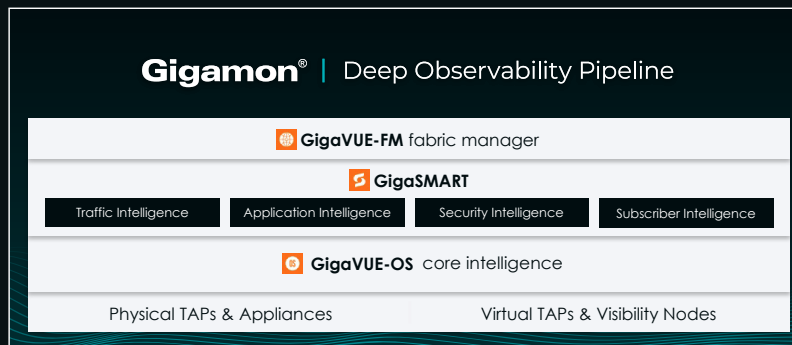 Gigamon® | Deep Observability Pipeline
GigaVUE-FM fabric manager
GigaSMART
Traffic Intelligence Application Intelligence Security Intelligence Subscriber Intelligence
GigaVUE-OS core intelligence
Physical TAPs & Appliances Virtual TAPs & Visibility Nodes